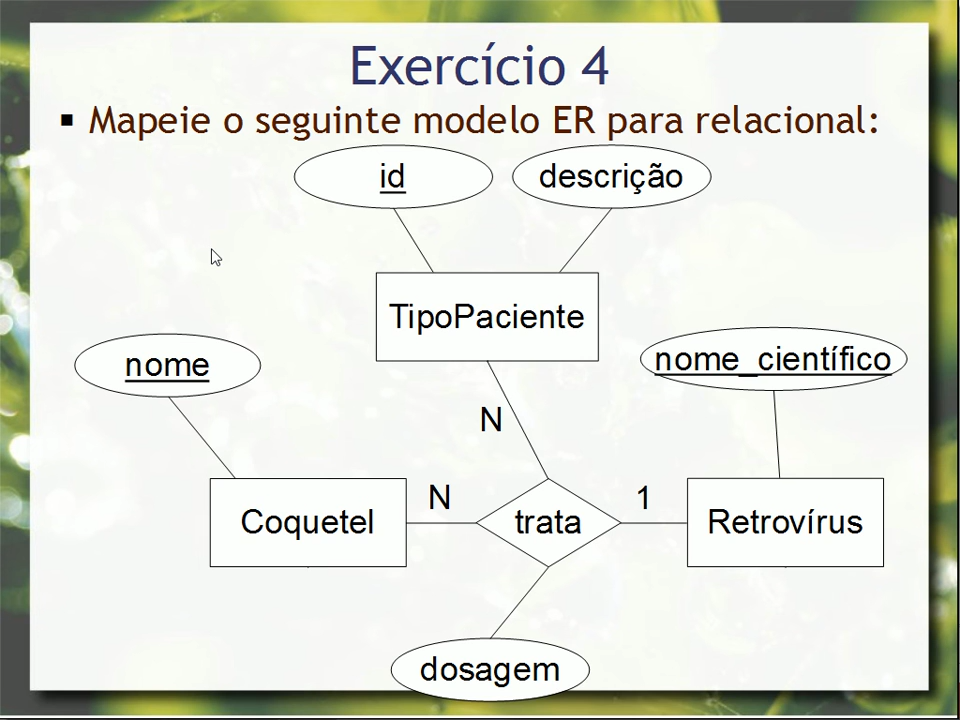 Exercício 4
▪ Mapeie o seguinte modelo ER para relacional:
id
descrição
TipoPaciente
nome
nome_científico
N
N
1
Coquetel
trata
Retrovírus
dosagem